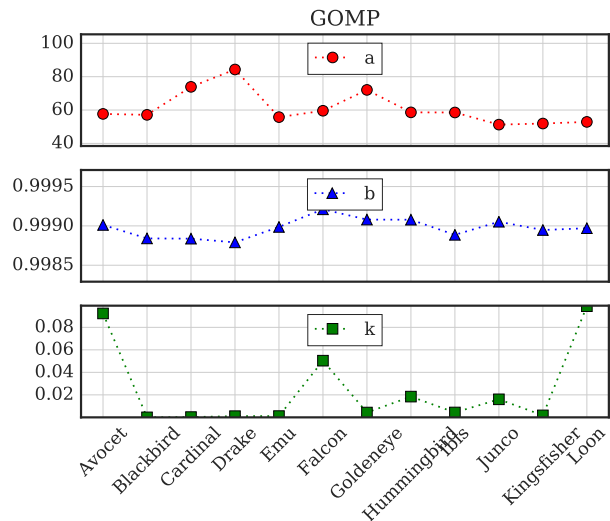 GOMP
100
80
60
40
a
0.9995
0.9990
0.9985
b
0.08
0.06
0.04
0.02
k
Avocet
Blackbird
Cardinal
Drake
Emu
Falcon
Goldeneye
Hummingbird
Ibis
Junco
Kingsfisher
Loon